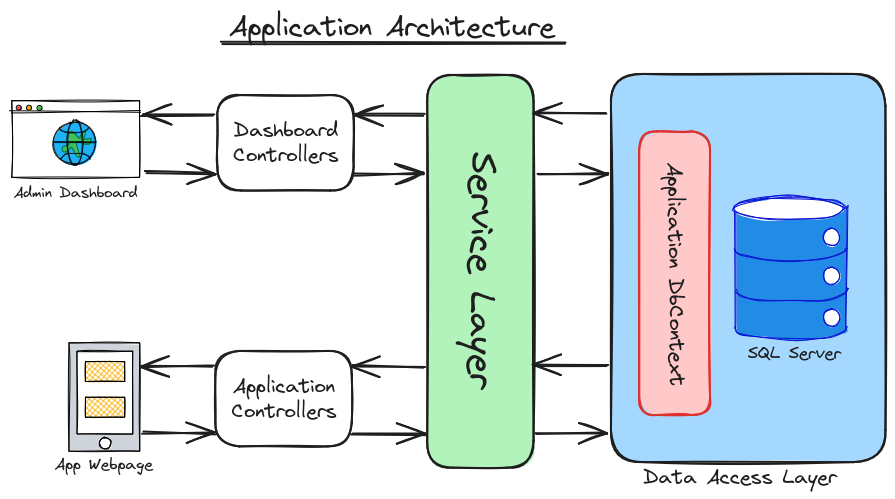 Application Architecture
Dashboard
Controllers
Admin Dashboard
Service Layer
Application DbContext
SQL Server
Application
Controllers
App Webpage
Data Access Layer